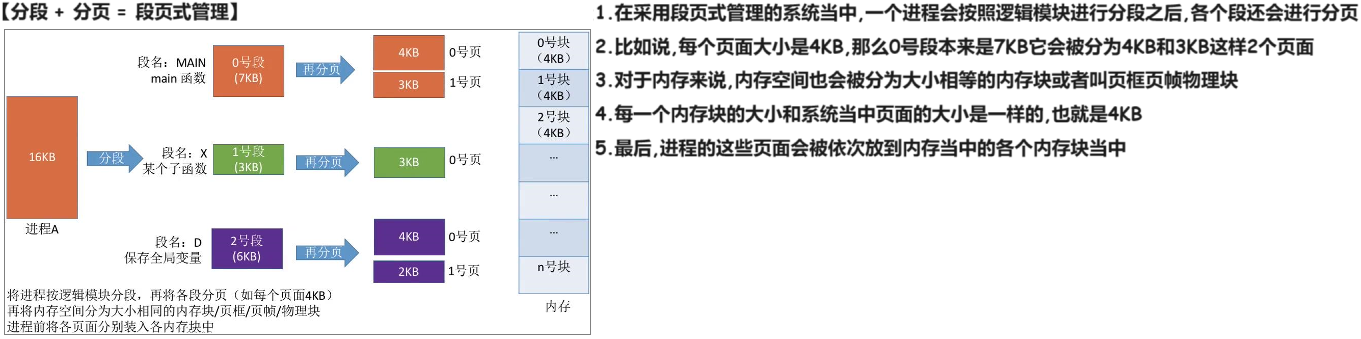 【分段 + 分页 = 段页式管理】
段名：MAIN
main 函数
0号段
(7KB)
再分页
4KB
0号页
3KB
1号页
16KB
分段
进程A
段名：X
某个子函数
1号段
(3KB)
再分页
3KB
0号页
段名：D
保存全局变量
2号段
(6KB)
再分页
4KB
0号页
2KB
1号页
0号块
（4KB）
1号块
（4KB）
2号块
（4KB）
...
...
...
n号块
内存
将进程按逻辑模块分段，再将各段分页（如每个页面4KB）
再将内存空间分为大小相同的内存块/页框/页帧/物理块
进程前将各页面分别装入各内存块中
1.在采用段页式管理的系统当中,一个进程会按照逻辑模块进行分段之后,各个段还会进行分页
2.比如说,每个页面大小是4KB,那么0号段本来是7KB它会被分为4KB和3KB这样2个页面
3.对于内存来说,内存空间也会被分为大小相等的内存块或者叫页框页帧物理块
4.每一个内存块的大小和系统当中页面的大小是一样的,也就是4KB
5.最后,进程的这些页面会被依次放到内存当中的各个内存块当中